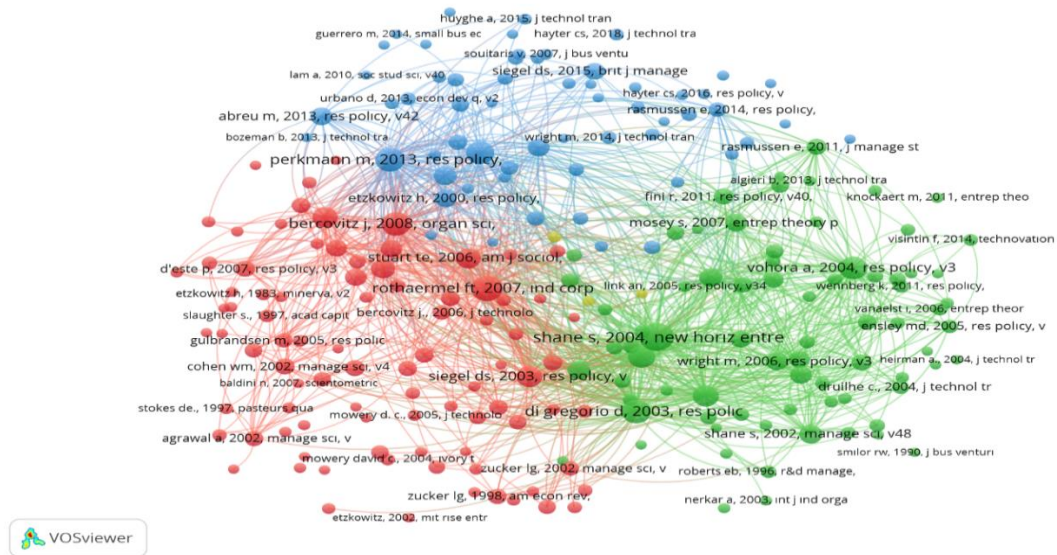 huyghe a, 2015, j technol tran
guerrero m, 2014, small bus ec
hayter cs, 2018, j technol tra
souitaris v, 2007, j bus ventu
lam a, 2010, soc stud sci, v40
siegel ds, 2015, brit j manage
urbano d, 2013, econ dev q, v2
hayter cs, 2016, res policy, v
abreu m, 2013, res policy, v42
rasmussen e, 2014, res policy,
bozeman b, 2013, j technol tra
wright m, 2014, j technol tran
rasmussen e, 2011, j manage st
perkmann m, 2013, res policy,
algieri b, 2013, j technol tra
etzkowitz h, 2000, res policy,
fini r, 2011, res policy, v40,
knockaert m, 2011, entrep theo
bercovitz j, 2008, organ sci,
mosey s, 2007, entrep theory p
visintin f, 2014, technovation
stuart te, 2006, am j sociol,
d'este p, 2007, res policy, v3
vohora a, 2004, res policy, v3
rothaermel ft, 2007, ind corp
link an, 2005, res policy, v34
wennberg k, 2011, res policy,
etzkowitz h, 1983, minerva, v2
vanaelst i, 2006, entrep theor
slaughter s., 1997, acad capit
bercovitz j., 2006, j technolo
ensley md, 2005, res policy, v
gulbrandsen m, 2005, res polic
shane s, 2004, new horiz entre
cohen wm, 2002, manage sci, v4
wright m, 2006, res policy, v3
heirman a., 2004, j technol tr
siegel ds, 2003, res policy, v
baldini n, 2007, scientometric
druilhe c., 2004, j technol tr
stokes de., 1997, pasteurs qua
mowery d. c., 2005, j technolo
di gregorio d, 2003, res polic
agrawal a, 2002, manage sci, v
shane s, 2002, manage sci, v48
smilor rw, 1990, j bus venturi
mowery david c., 2004, ivory t
zucker lg, 2002, manage sci, v
roberts eb, 1996, r&d manage,
zucker lg, 1998, am econ rev,
nerkar a, 2003, int j ind orga
etzkowitz, 2002, mit rise entr
VOSviewer